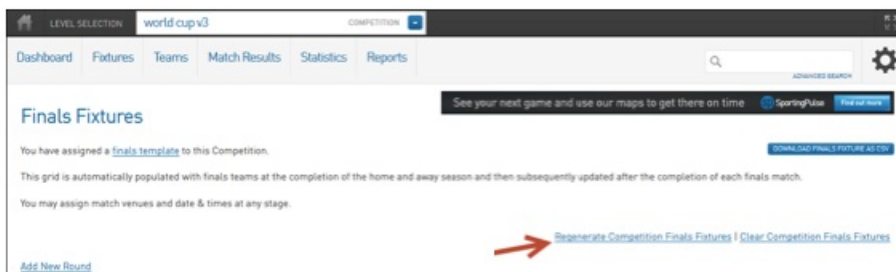 LEVEL SELECTION world cup v3 COMPETITION
Dashboard Fixtures Teams Match Results Statistics Reports
ADVANCED SEARCH
See your next game and use our maps to get there on time SportingPulse Find out more
Finals Fixtures
You have assigned a finals template to this Competition.
DOWNLOAD FINALS FIXTURE AS CSV
This grid is automatically populated with finals teams at the completion of the home and away season and then subsequently updated after the completion of each finals match.
You may assign match venues and date & times at any stage.
Regenerate Competition Finals Fixtures | Clear Competition Finals Fixtures
Add New Round